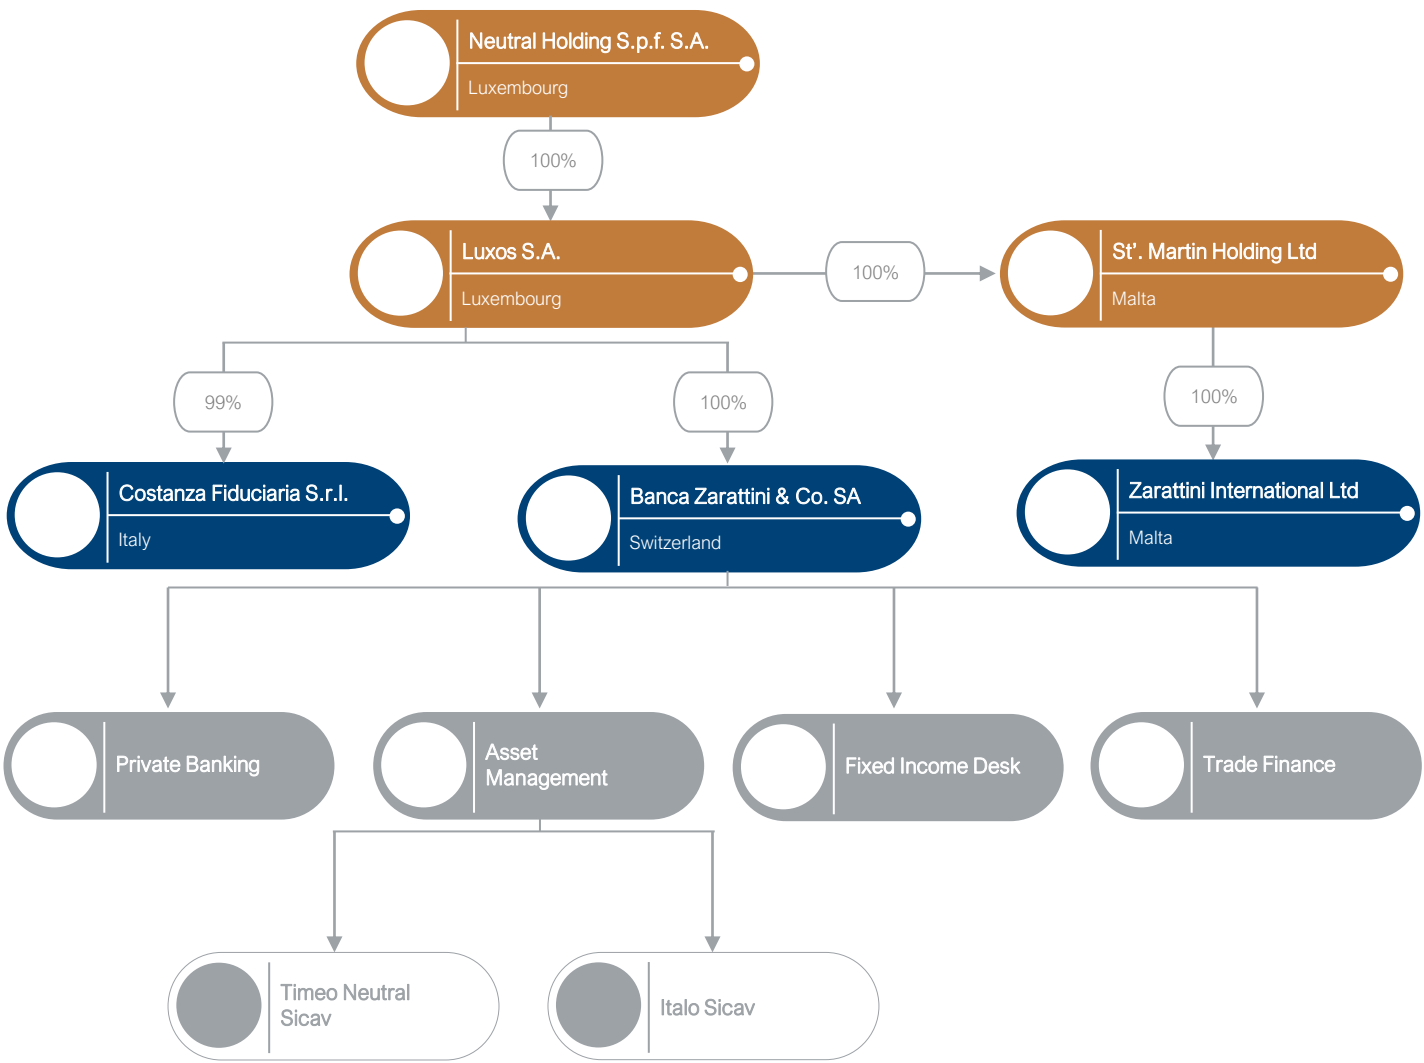 Neutral Holding S.p.f. S.A.
Luxembourg
100%
Luxos S.A.
Luxembourg
100%
St'. Martin Holding Ltd
Malta
99%
100%
100%
Costanza Fiduciaria S.r.l.
Italy
Banca Zarattini & Co. SA
Switzerland
Zarattini International Ltd
Malta
Private Banking
Asset
Management
Fixed Income Desk
Trade Finance
Timeo Neutral
Sicav
Italo Sicav